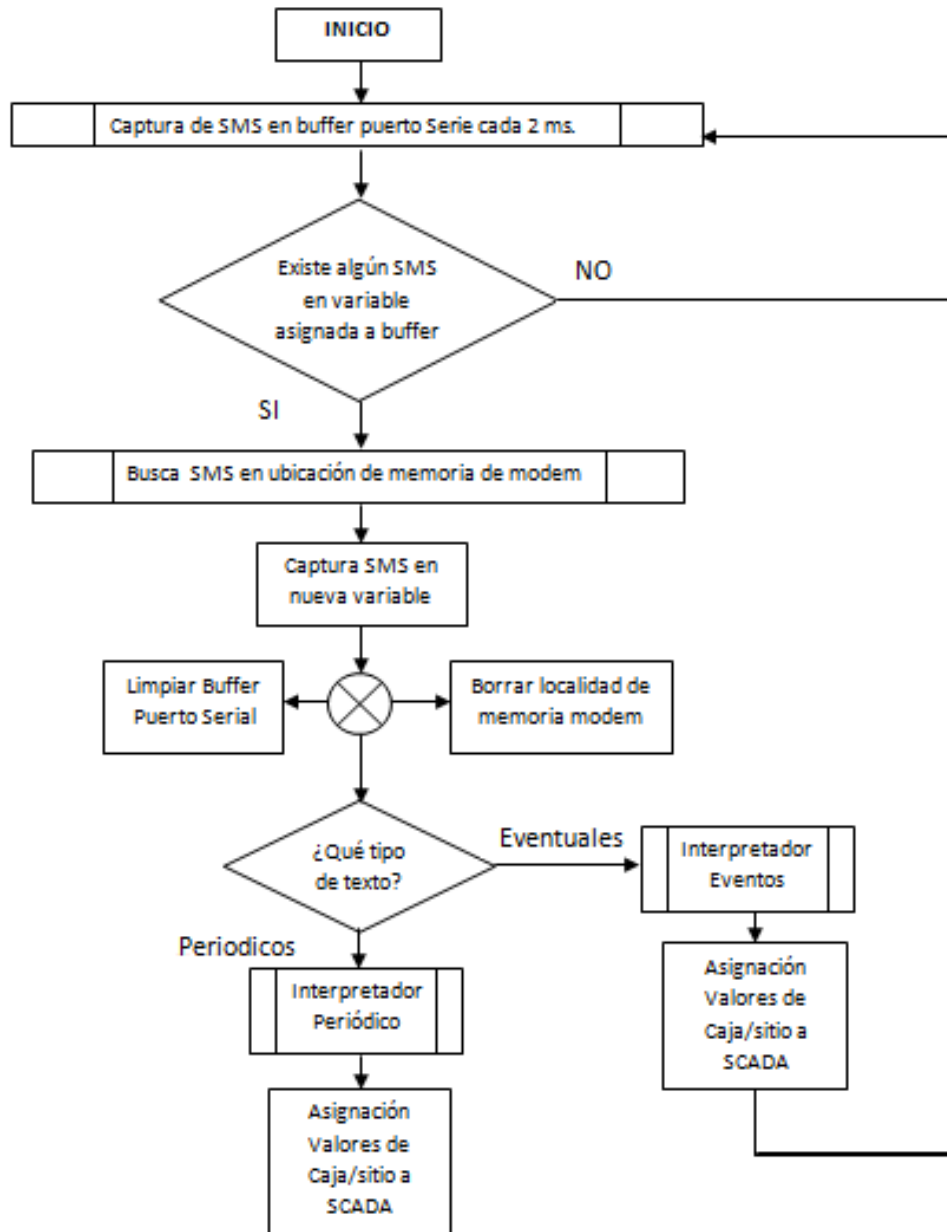 INICIO
Captura de SMS en buffer puerto Serie cada 2 ms.
Existe algún SMS
en variable
asignada a buffer
NO
SI
Busca SMS en ubicación de memoria de modem
Captura SMS en
nueva variable
Limpiar Buffer
Puerto Serial
Borrar localidad de
memoria modem
¿Qué tipo
de texto?
Eventuales
Interpretador
Eventos
Periodicos
Interpretador
Periódico
Asignación
Valores de
Caja/sitio a
SCADA
Asignación
Valores de
Caja/sitio a
SCADA